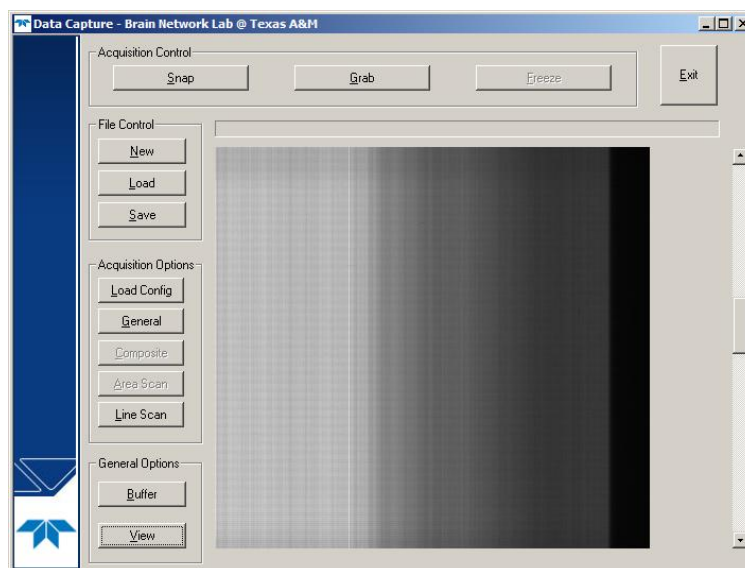 Data Capture - Brain Network Lab @ Texas A&M
Acquisition Control
Snap
Grab
Freeze
Exit
File Control
New
Load
Save
Acquisition Options
Load Config
General
Composite
Area Scan
Line Scan
General Options
Buffer
View